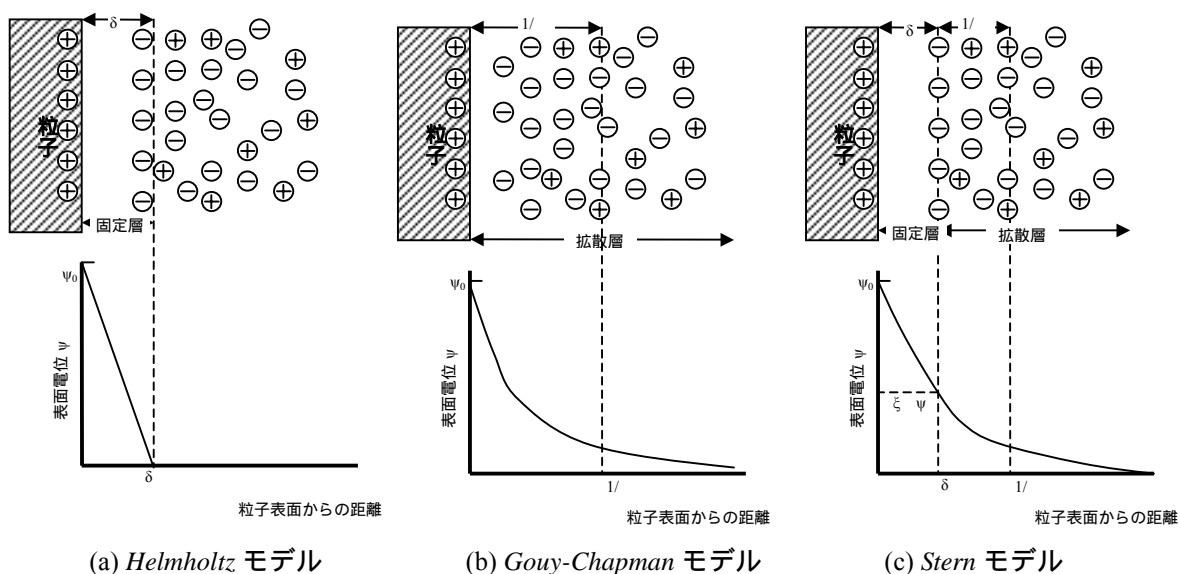 δ
粒子
固定層
ψ₀
表面電位 ψ
δ
粒子表面からの距離
(a) Helmholtz モデル
1/
粒子
拡散層
ψ₀
表面電位 ψ
1/
粒子表面からの距離
(b) Gouy-Chapman モデル
δ 1/
粒子
固定層 拡散層
ψ₀
表面電位 ψ
ξ ψ
δ 1/
粒子表面からの距離
(c) Stern モデル